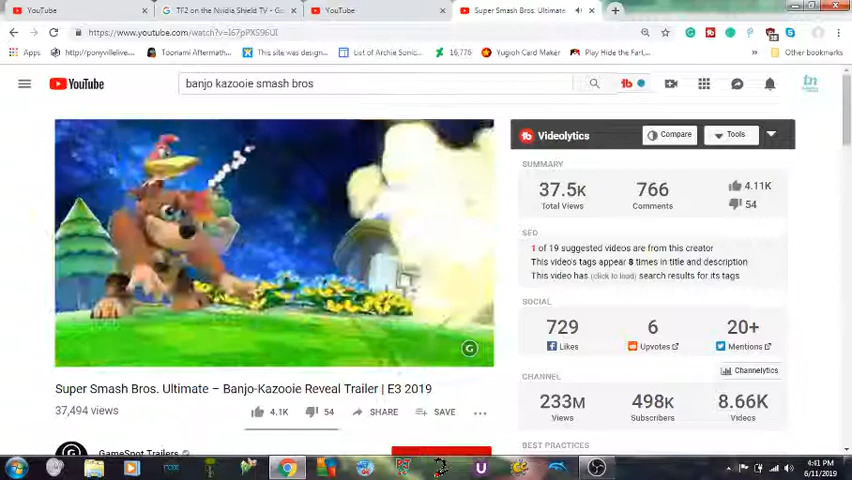 YouTube
TF2 on the Nvidia Shield TV - G
YouTube
Super Smash Bros. Ultimate
https://www.youtube.com/watch?v=I67pPXS96UI
Apps
http://ponyvillelive
Toonami Aftermath
This site was design
List of Archie Sonic
16,776
Yugioh Card Maker
Play Hide the Fart
Other bookmarks
YouTube
banjo kazooie smash bros
tb
tn
tb Videolytics
Compare
Tools
SUMMARY
37.5K
766
4.11K
Total Views
Comments
54
SEO
1 of 19 suggested videos are from this creator
This video's tags appear 8 times in title and description
This video has (click to load) search results for its tags
SOCIAL
729
6
20+
Likes
Upvotes
Mentions
Channelytics
CHANNEL
233M
498K
8.66K
Views
Subscribers
Videos
BEST PRACTICES
G
Super Smash Bros. Ultimate – Banjo-Kazooie Reveal Trailer | E3 2019
37,494 views
4.1K
54
SHARE
SAVE
GameSpot Trailers
4:41 PM
6/11/2019